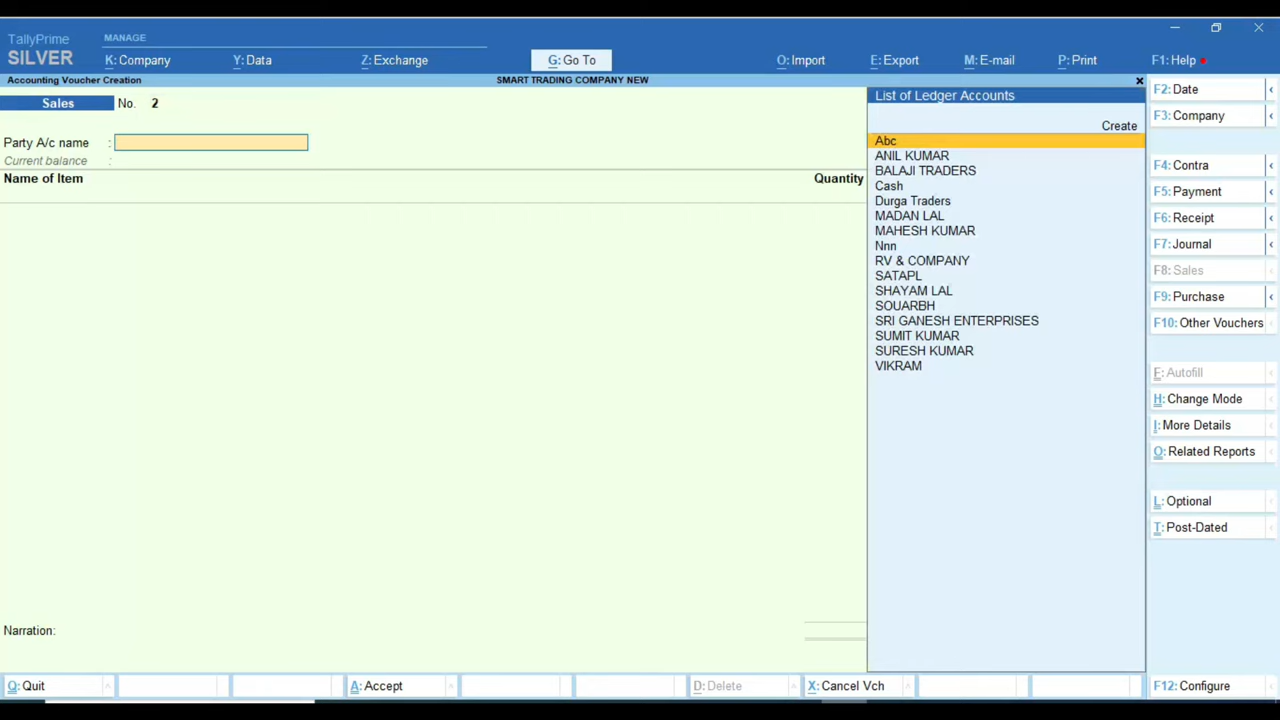 TallyPrime
SILVER
MANAGE
K: Company
Y: Data
Z: Exchange
G: Go To
O: Import
E: Export
M: E-mail
P: Print
F1: Help
Accounting Voucher Creation
SMART TRADING COMPANY NEW
Sales No. 2
Party A/c name :
Current balance :
Name of Item
Quantity
List of Ledger Accounts
Create
Abc
ANIL KUMAR
BALAJI TRADERS
Cash
Durga Traders
MADAN LAL
MAHESH KUMAR
Nnn
RV & COMPANY
SATAPL
SHAYAM LAL
SOUARBH
SRI GANESH ENTERPRISES
SUMIT KUMAR
SURESH KUMAR
VIKRAM
F2: Date
F3: Company
F4: Contra
F5: Payment
F6: Receipt
F7: Journal
F8: Sales
F9: Purchase
F10: Other Vouchers
F: Autofill
H: Change Mode
I: More Details
O: Related Reports
L: Optional
T: Post-Dated
Narration:
Q: Quit
A: Accept
D: Delete
X: Cancel Vch
F12: Configure